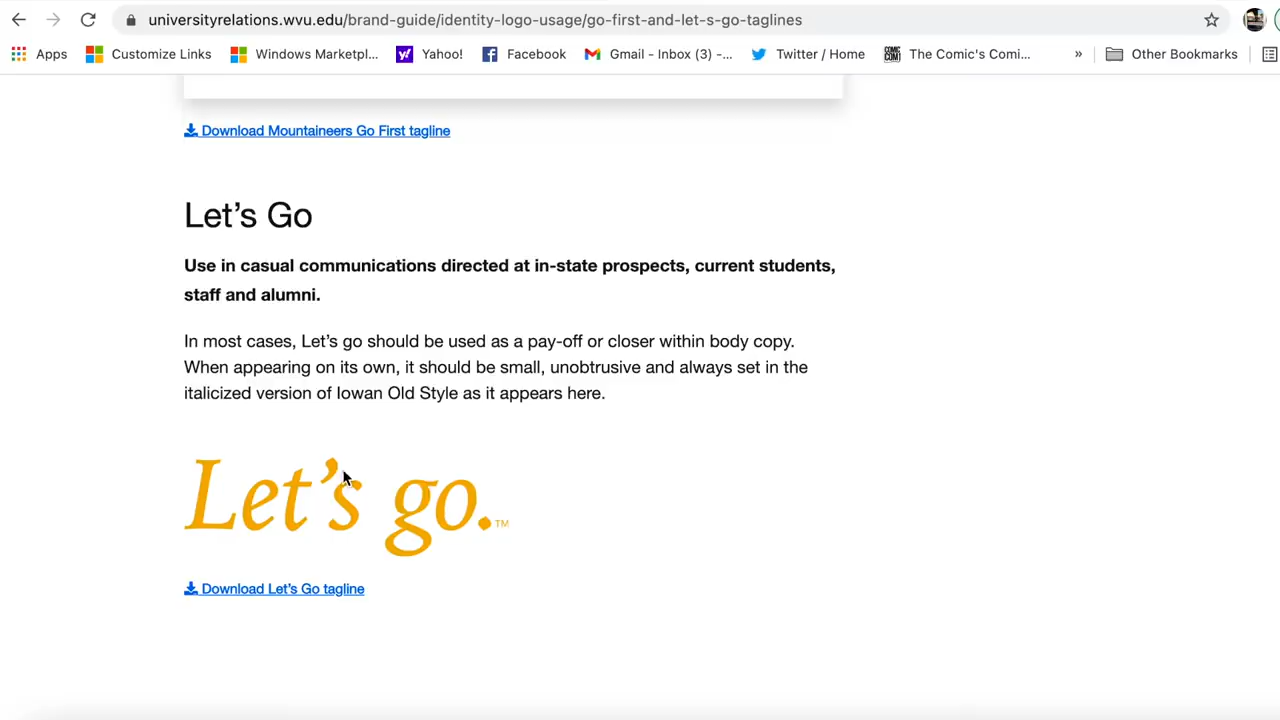 universityrelations.wvu.edu/brand-guide/identity-logo-usage/go-first-and-let-s-go-taglines
Apps Customize Links Windows Marketpl... Yahoo! Facebook Gmail - Inbox (3) -... Twitter / Home COMIC COM The Comic's Comi... » Other Bookmarks
Download Mountaineers Go First tagline
Let's Go
Use in casual communications directed at in-state prospects, current students,
staff and alumni.
In most cases, Let's go should be used as a pay-off or closer within body copy.
When appearing on its own, it should be small, unobtrusive and always set in the
italicized version of Iowan Old Style as it appears here.
Let's go.™
Download Let's Go tagline